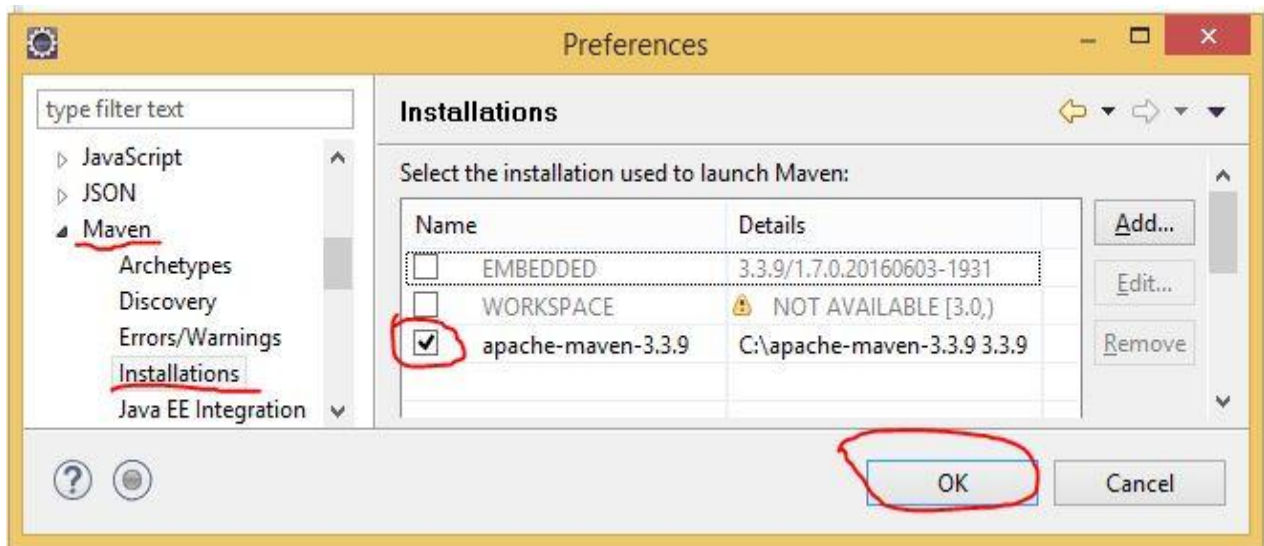 Preferences
type filter text
JavaScript
JSON
Maven
Archetypes
Discovery
Errors/Warnings
Installations
Java EE Integration
Installations
Select the installation used to launch Maven:
Name Details
EMBEDDED 3.3.9/1.7.0.20160603-1931
WORKSPACE NOT AVAILABLE [3.0,)
apache-maven-3.3.9 C:\apache-maven-3.3.9 3.3.9
Add...
Edit...
Remove
OK Cancel